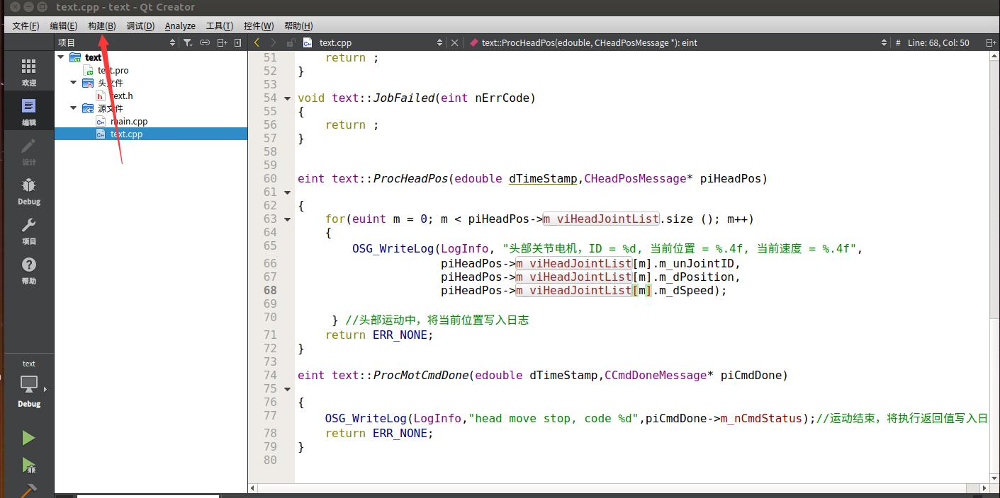 text.cpp - text - Qt Creator
文件(F) 编辑(E) 构建(B) 调试(D) Analyze 工具(T) 控件(W) 帮助(H)
项目
text.cpp
text::ProcHeadPos(edouble, CHeadPosMessage *): eint
# Line: 68, Col: 50
欢迎
编辑
设计
Debug
项目
帮助
text
Debug
text
text.pro
头文件
text.h
源文件
main.cpp
text.cpp
51     return ;
52 }
53
54 void text::JobFailed(eint nErrCode)
55 {
56     return ;
57 }
58
59
60 eint text::ProcHeadPos(edouble dTimeStamp,CHeadPosMessage* piHeadPos)
61
62 {
63     for(euint m = 0; m < piHeadPos->m_viHeadJointList.size (); m++)
64     {
65         OSG_WriteLog(LogInfo, "头部关节电机，ID = %d, 当前位置 = %.4f, 当前速度 = %.4f",
66                      piHeadPos->m_viHeadJointList[m].m_unJointID,
67                      piHeadPos->m_viHeadJointList[m].m_dPosition,
68                      piHeadPos->m_viHeadJointList[m].m_dSpeed);
69
70      } //头部运动中，将当前位置写入日志
71     return ERR_NONE;
72 }
73
74 eint text::ProcMotCmdDone(edouble dTimeStamp,CCmdDoneMessage* piCmdDone)
75
76 {
77     OSG_WriteLog(LogInfo,"head move stop, code %d",piCmdDone->m_nCmdStatus);//运动结束，将执行返回值写入日
78     return ERR_NONE;
79 }
80